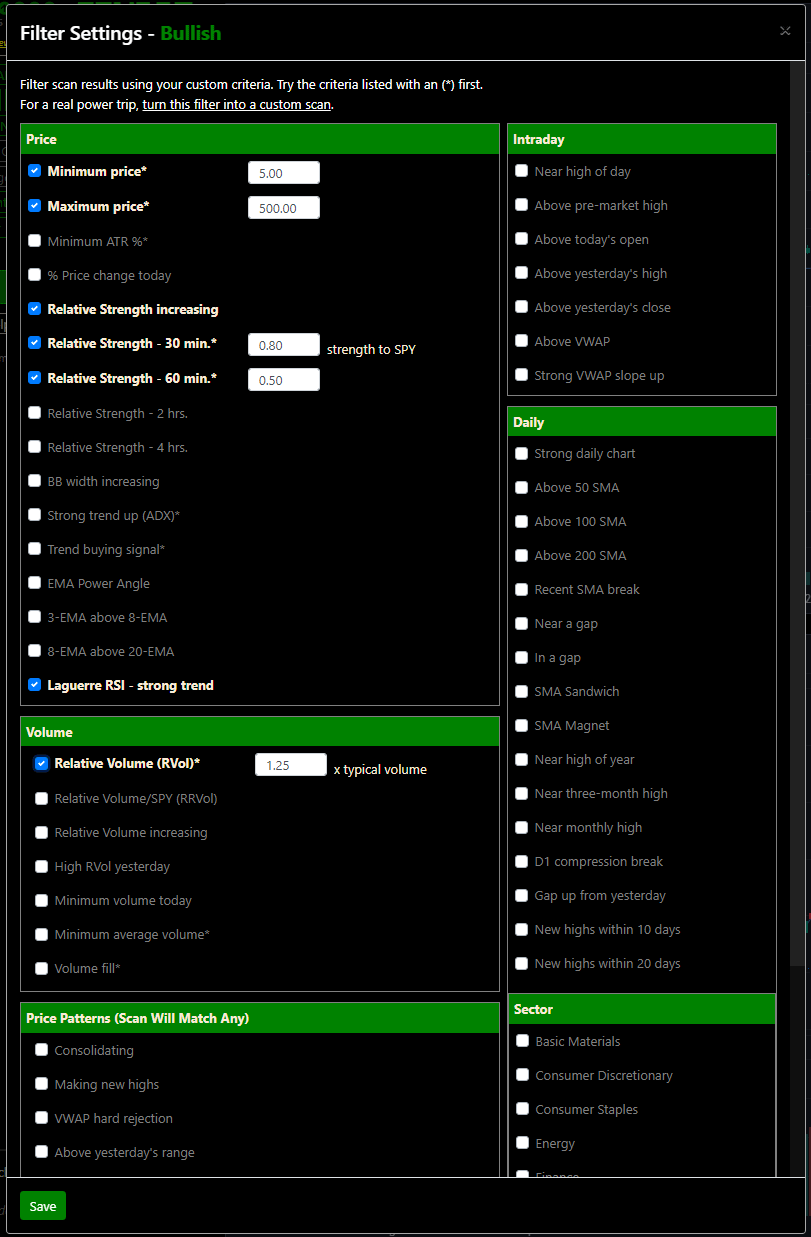 Filter Settings - Bullish
×
Filter scan results using your custom criteria. Try the criteria listed with an (*) first.
For a real power trip, turn this filter into a custom scan.
Price
Minimum price*
5.00
Maximum price*
500.00
Minimum ATR %*
% Price change today
Relative Strength increasing
Relative Strength - 30 min.*
0.80
strength to SPY
Relative Strength - 60 min.*
0.50
Relative Strength - 2 hrs.
Relative Strength - 4 hrs.
BB width increasing
Strong trend up (ADX)*
Trend buying signal*
EMA Power Angle
3-EMA above 8-EMA
8-EMA above 20-EMA
Laguerre RSI - strong trend
Volume
Relative Volume (RVol)*
1.25
x typical volume
Relative Volume/SPY (RRVol)
Relative Volume increasing
High RVol yesterday
Minimum volume today
Minimum average volume*
Volume fill*
Price Patterns (Scan Will Match Any)
Consolidating
Making new highs
VWAP hard rejection
Above yesterday's range
Intraday
Near high of day
Above pre-market high
Above today's open
Above yesterday's high
Above yesterday's close
Above VWAP
Strong VWAP slope up
Daily
Strong daily chart
Above 50 SMA
Above 100 SMA
Above 200 SMA
Recent SMA break
Near a gap
In a gap
SMA Sandwich
SMA Magnet
Near high of year
Near three-month high
Near monthly high
D1 compression break
Gap up from yesterday
New highs within 10 days
New highs within 20 days
Sector
Basic Materials
Consumer Discretionary
Consumer Staples
Energy
Finance
Save